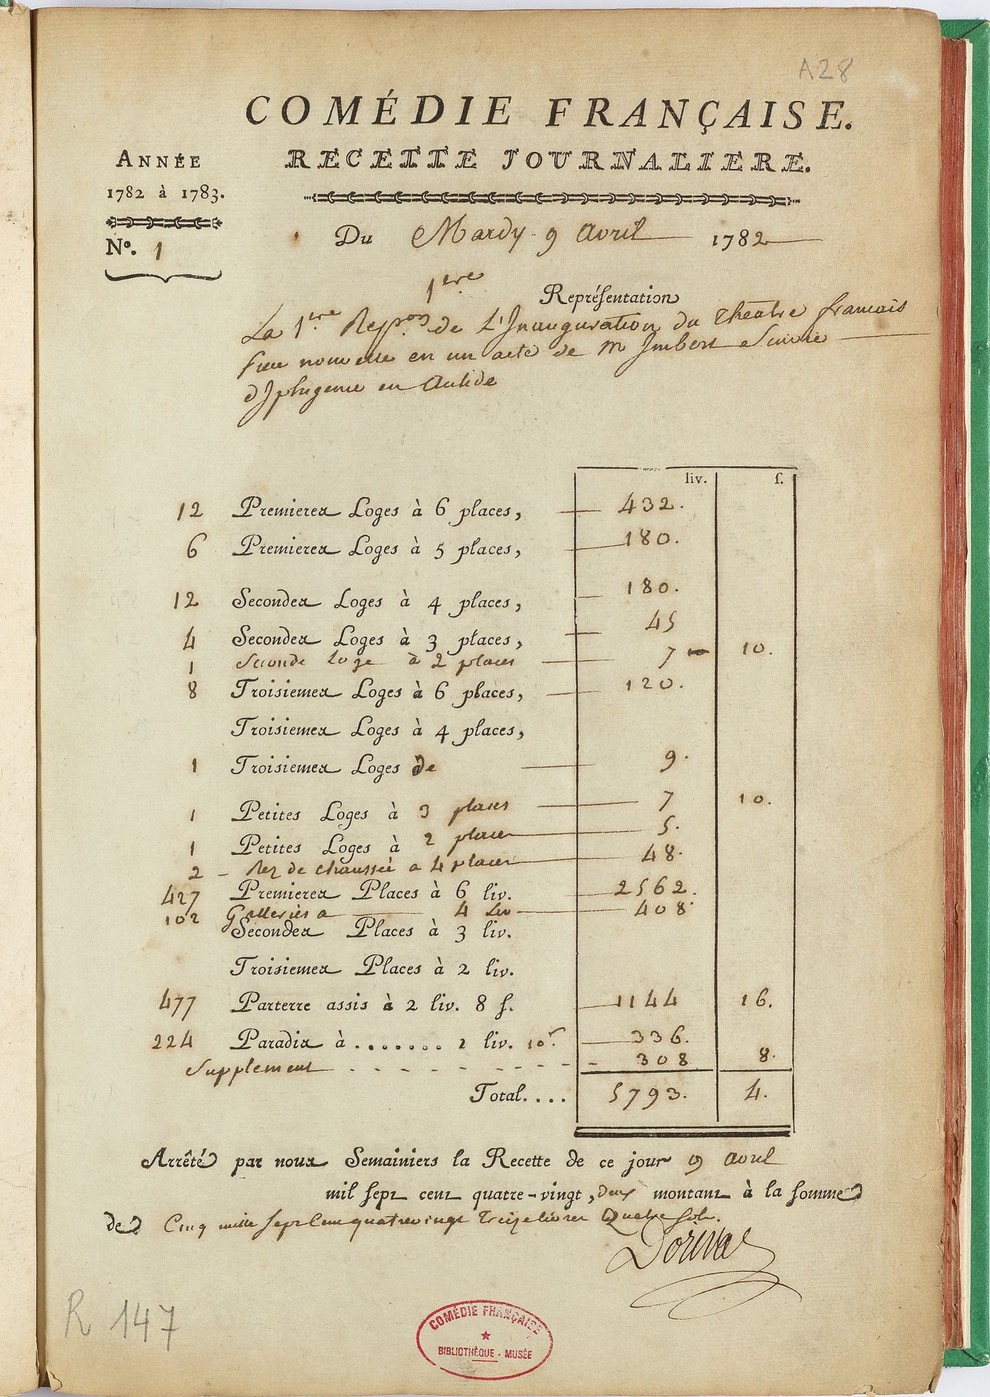 A28
COMÉDIE FRANÇAISE.
ANNÉE
RECETTE JOURNALIERE.
1782 à 1783.
Nº. 1
Du Mardy 9 avril 1782
1ere
Représentation
La 1ere Repon de L'Inauguration du Theatre francais
piece nouvelle en un acte de M Imbert Suivie
d'Iphigenie en Aulide
liv. s.
12 Premieres Loges à 6 places, 432.
6 Premieres Loges à 5 places, 180.
12 Secondes Loges à 4 places, 180.
4 Secondes Loges à 3 places, 45
1 Seconde loge à 2 places 7 10.
8 Troisiemes Loges à 6 places, 120.
Troisiemes Loges à 4 places,
1 Troisiemes Loges de 9.
1 Petites Loges à 3 places 7 10.
1 Petites Loges à 2 places 5.
2 - Rez de chaussée a 4 places 48.
427 Premieres Places à 6 liv. 2562.
102 Galleries a 4 Liv 408.
Secondes Places à 3 liv.
Troisiemes Places à 2 liv.
477 Parterre assis à 2 liv. 8 s. 1144 16.
224 Paradis à....... 1 liv. 10s. 336.
Supplement - - - - - - - - 308 8.
Total.... 5793. 4.
Arrêté par nous Semainiers la Recette de ce jour 9 avril
mil sept cent quatre-vingt, deux montant à la somme
de Cinq mille sept Cent quatrevingt Treize livres Quatre sols.
Dorival
R 147
COMÉDIE FRANÇAISE
BIBLIOTHÈQUE - MUSÉE